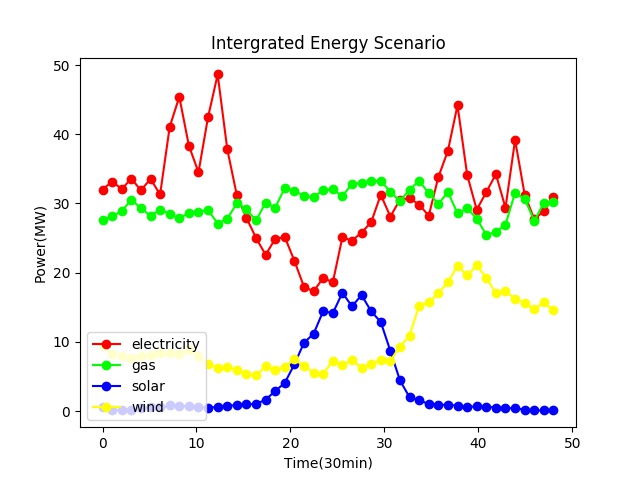 Intergrated Energy Scenario
Power(MW)
50
40
30
20
10
0
electricity
gas
solar
wind
0 10 20 30 40 50
Time(30min)